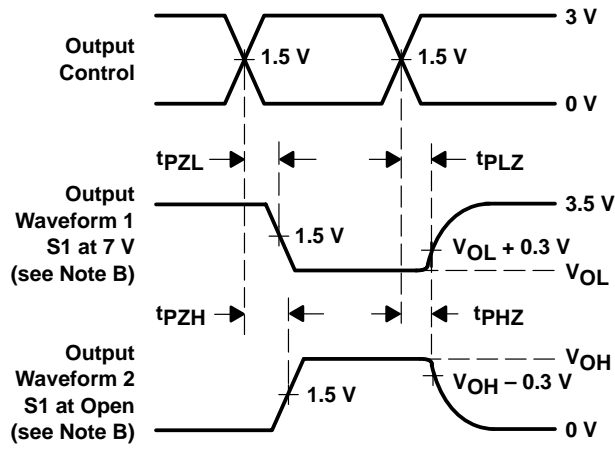 3 V
Output
Control
1.5 V
1.5 V
0 V
tPZL
tPLZ
Output
Waveform 1
S1 at 7 V
(see Note B)
3.5 V
1.5 V
VOL + 0.3 V
VOL
tPZH
tPHZ
Output
Waveform 2
S1 at Open
(see Note B)
VOH
1.5 V
VOH – 0.3 V
0 V